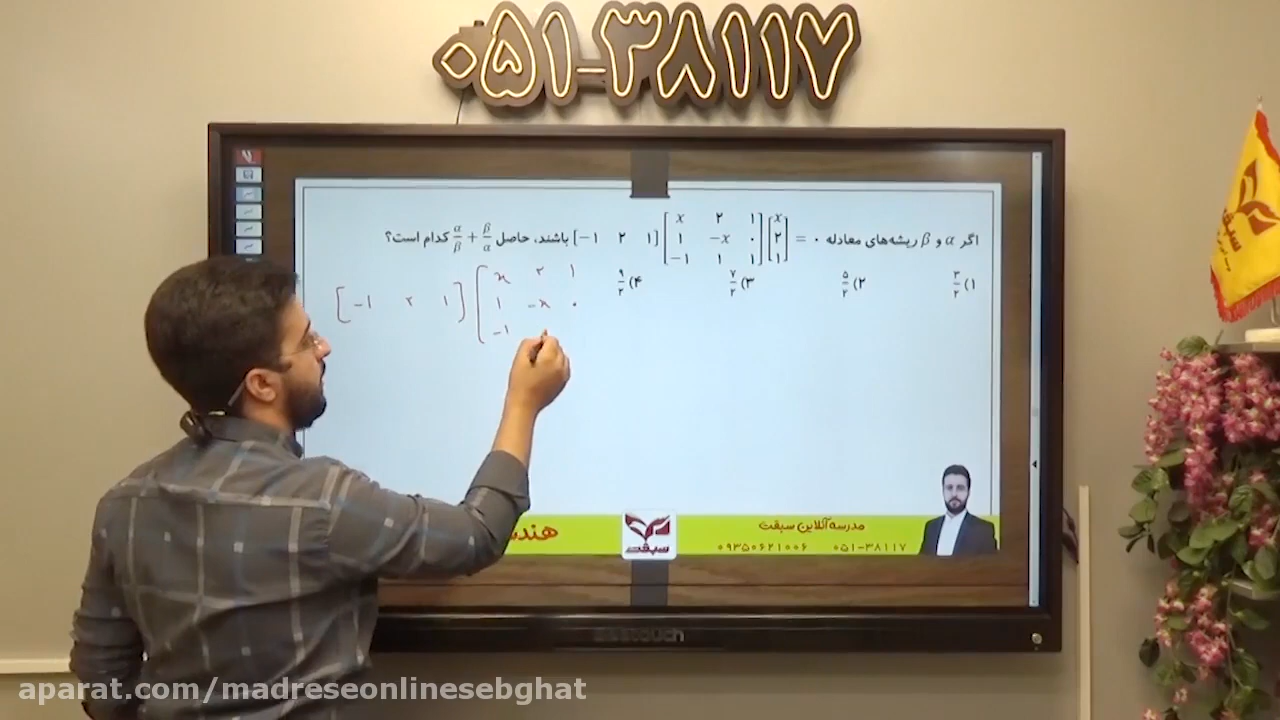 ۰۵۱-۳۸۱۱۷
اگر α و β ریشه‌های معادله [-۱ ۲ ۱] [x ۲ ۱ ۱ -x ۰ -۱ ۱ ۱] [x ۲ ۱] = ۰ باشند، حاصل β/α + α/β کدام است؟
۱) ۳/۲ ۲) ۵/۲ ۳) ۷/۲ ۴) ۹/۲
[-۱ ۲ ۱] [x ۲ ۱
۱ -x ۰
-۱
مدرسه آنلاین سبقت
۰۹۳۵۰۶۲۱۰۰۶ ۰۵۱-۳۸۱۱۷
سبقت
aparat.com/madreseonlinesebghat